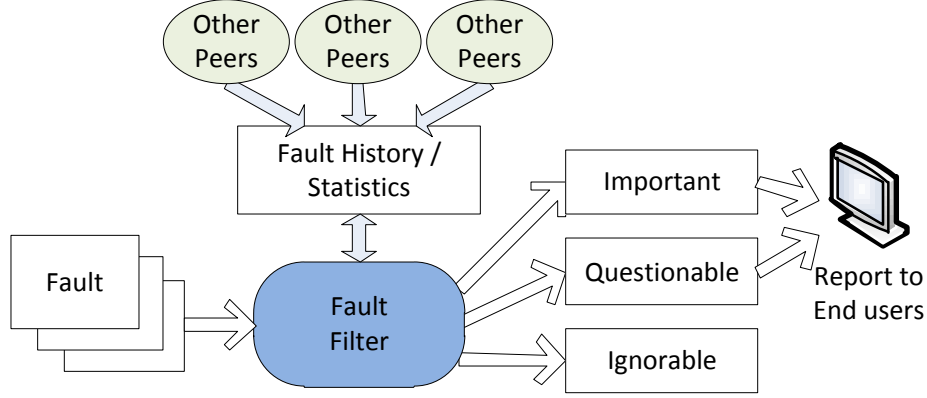 Other
Peers
Other
Peers
Other
Peers
Fault History /
Statistics
Important
Fault
Questionable
Report to
End users
Fault
Filter
Ignorable